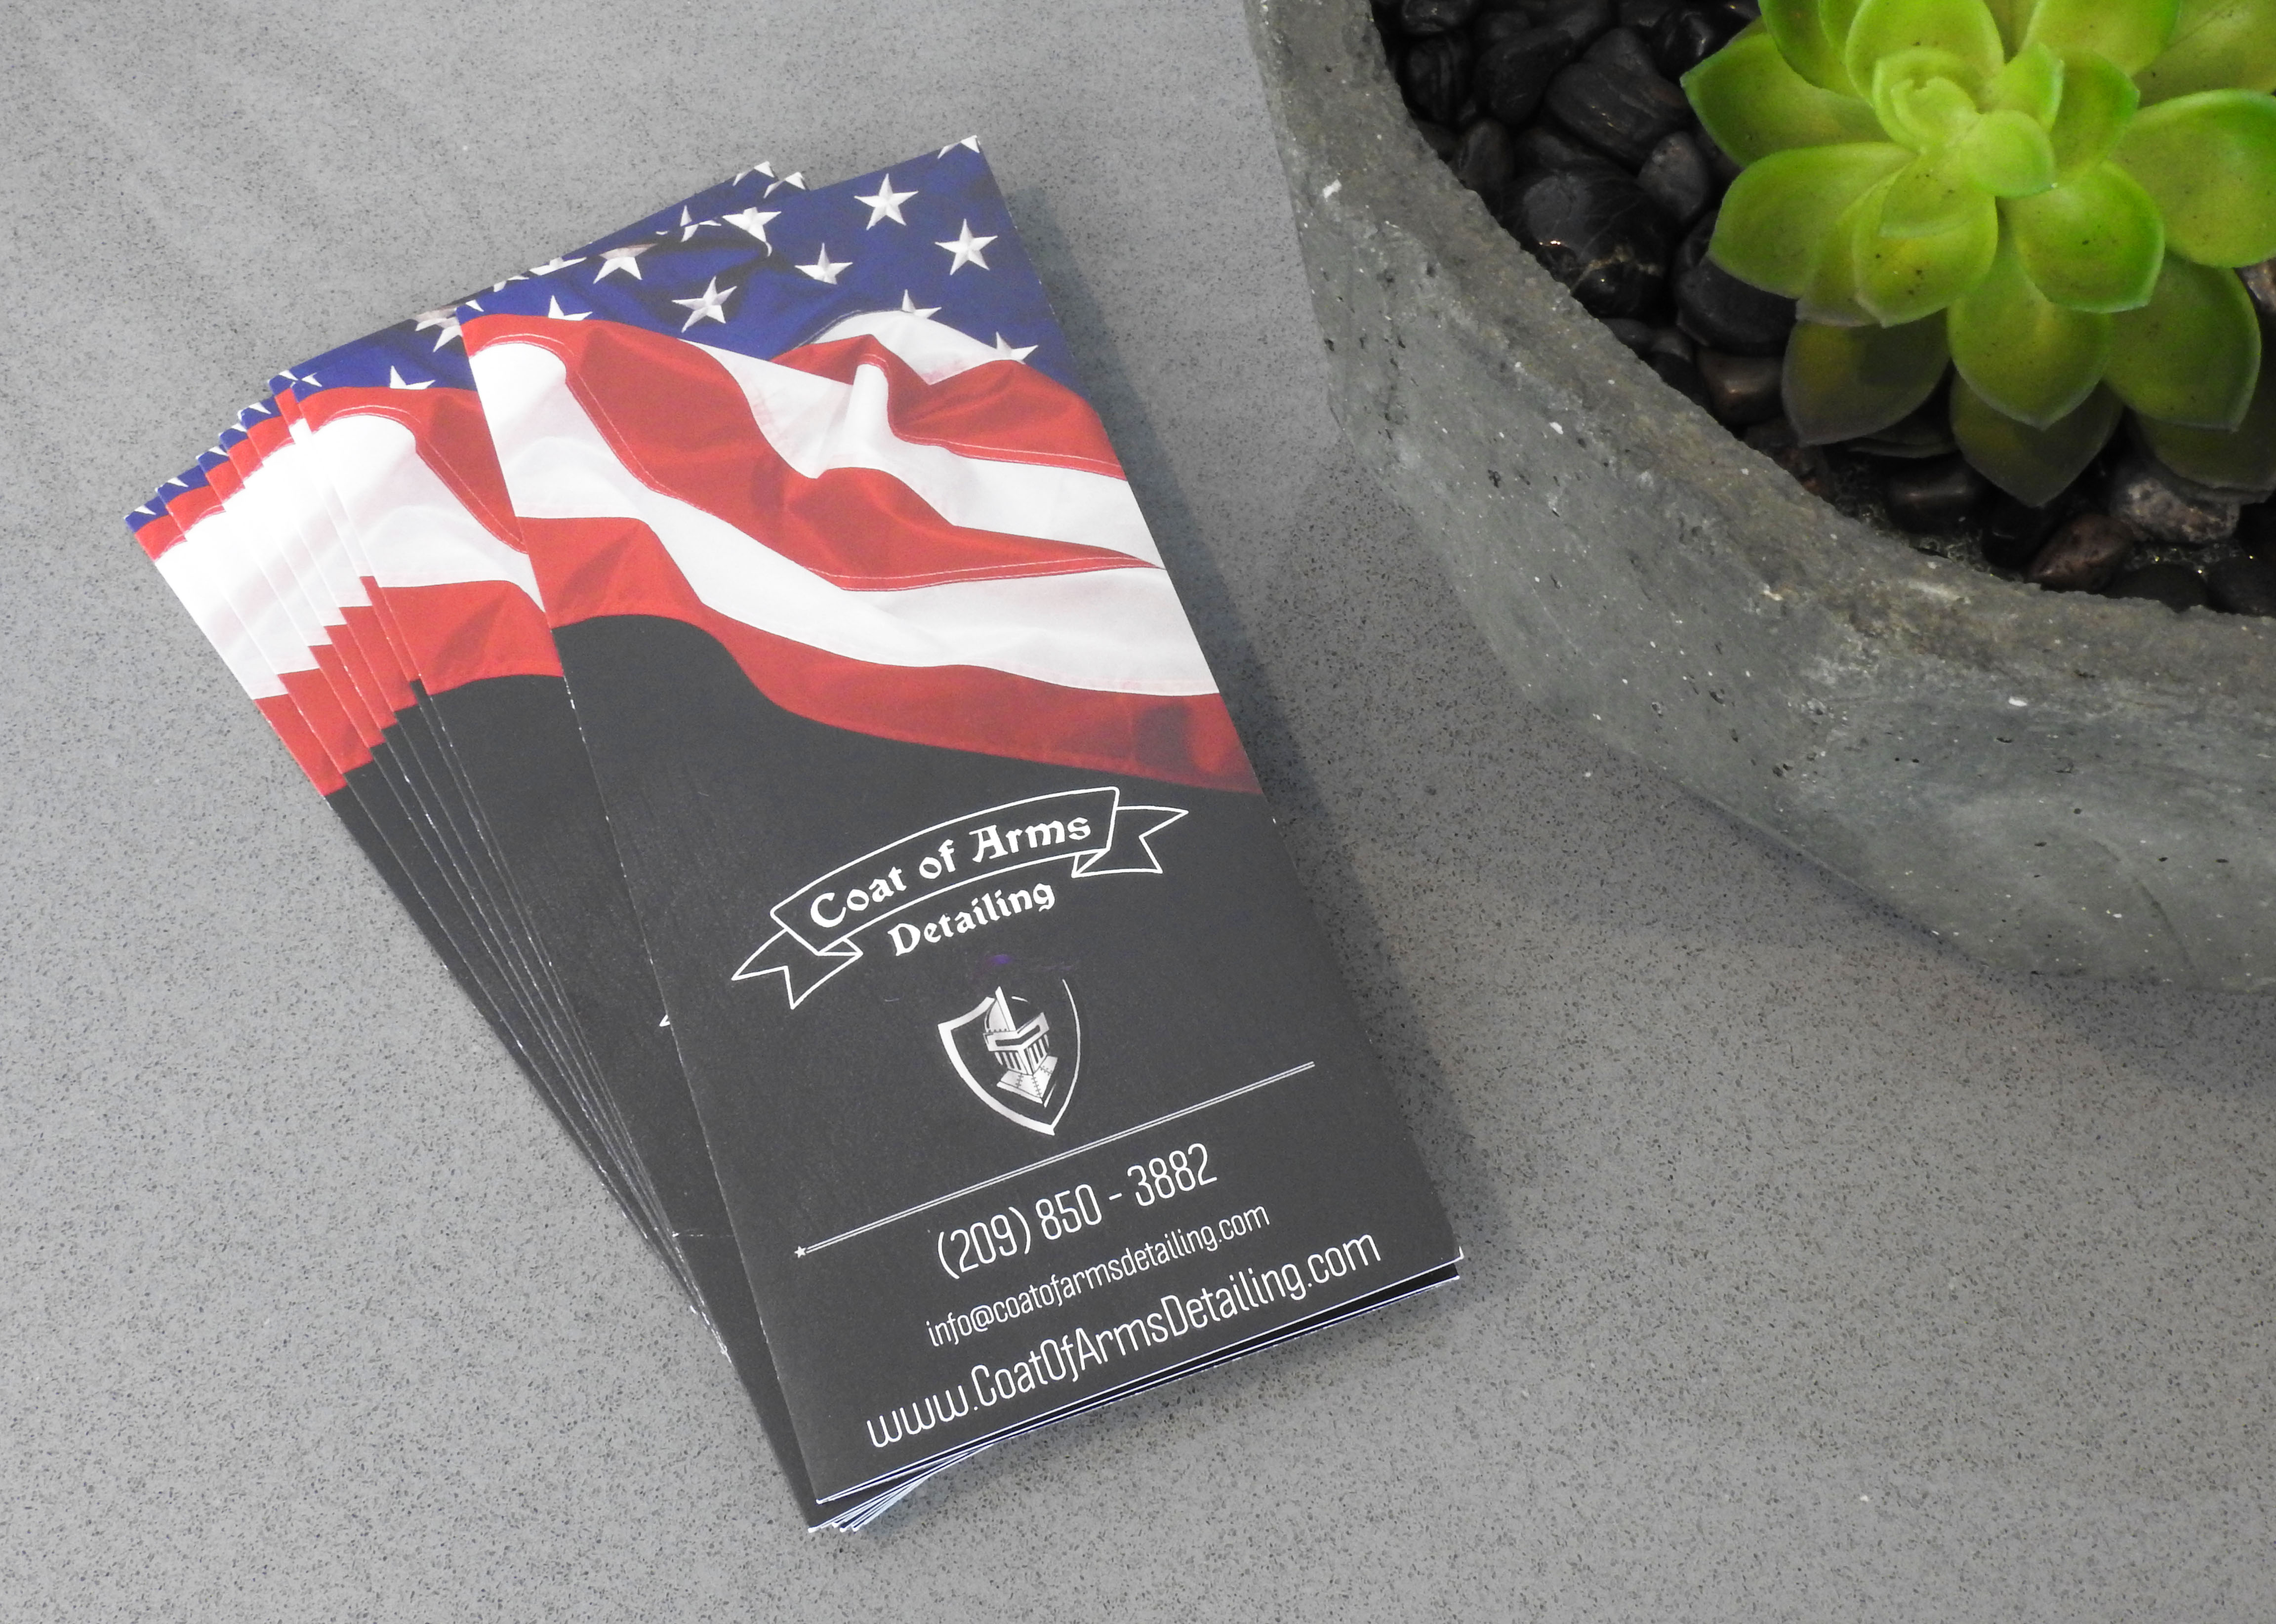 Coat of Arms
Detailing
(209) 850 - 3882
info@coatofarmsdetailing.com
www.CoatOfArmsDetailing.com